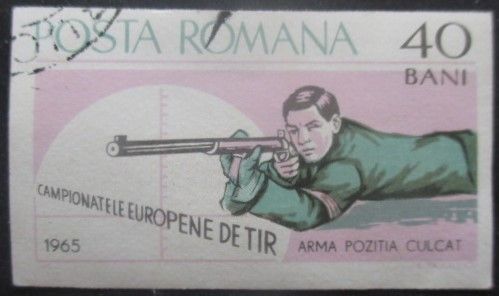 POSTA ROMANA
40
BANI
CAMPIONATELE EUROPENE DE TIR
1965
ARMA POZITIA CULCAT